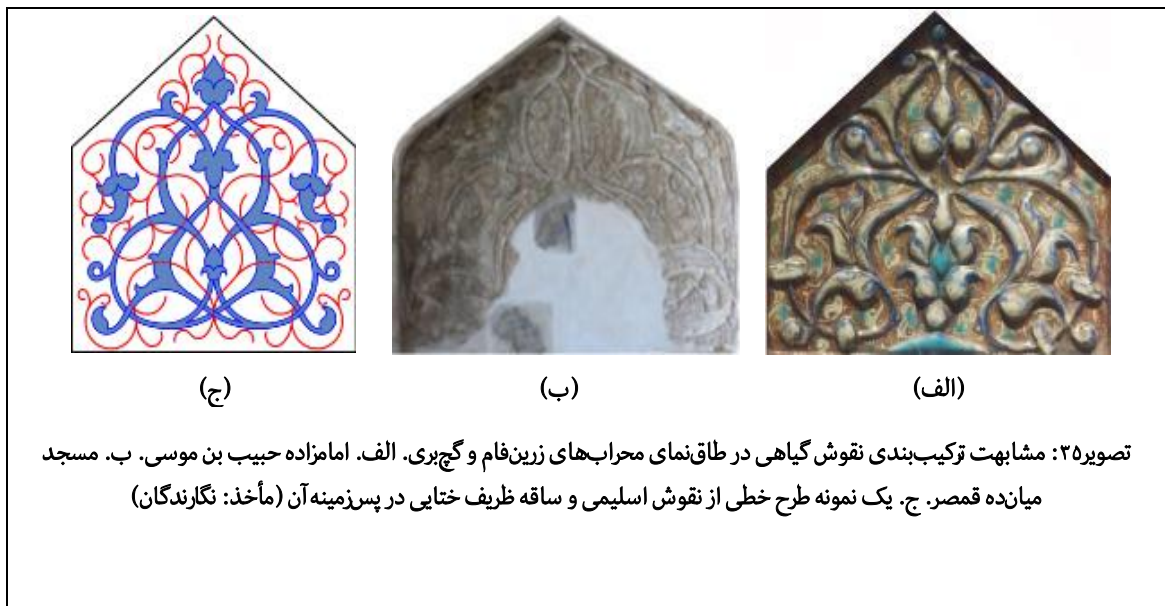 (الف)
(ب)
(ج)
تصویر۳۵: مشابهت ترکیب‌بندی نقوش گیاهی در طاق‌نمای محراب‌های زرین‌فام و گچ‌بری. الف. امامزاده حبیب بن موسی. ب. مسجد
میان‌ده قمصر. ج. یک نمونه طرح خطی از نقوش اسلیمی و ساقه ظریف ختایی در پس‌زمینه آن (مأخذ: نگارندگان)